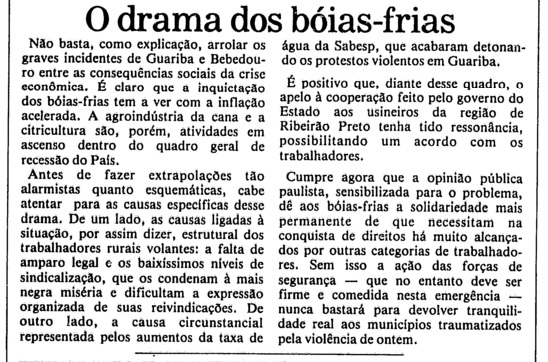 O drama dos bóias-frias
Não basta, como explicação, arrolar os
graves incidentes de Guariba e Bebedou-
ro entre as consequências sociais da crise
econômica. É claro que a inquietação
dos bóias-frias tem a ver com a inflação
acelerada. A agroindústria da cana e a
citricultura são, porém, atividades em
ascenso dentro do quadro geral de
recessão do País.
Antes de fazer extrapolações tão
alarmistas quanto esquemáticas, cabe
atentar para as causas específicas desse
drama. De um lado, as causas ligadas à
situação, por assim dizer, estrutural dos
trabalhadores rurais volantes: a falta de
amparo legal e os baixíssimos níveis de
sindicalização, que os condenam à mais
negra miséria e dificultam a expressão
organizada de suas reivindicações. De
outro lado, a causa circunstancial
representada pelos aumentos da taxa de
água da Sabesp, que acabaram detonan-
do os protestos violentos em Guariba.
É positivo que, diante desse quadro, o
apelo à cooperação feito pelo governo do
Estado aos usineiros da região de
Ribeirão Preto tenha tido ressonância,
possibilitando um acordo com os
trabalhadores.
Cumpre agora que a opinião pública
paulista, sensibilizada para o problema,
dê aos bóias-frias a solidariedade mais
permanente de que necessitam na
conquista de direitos há muito alcança-
dos por outras categorias de trabalhado-
res. Sem isso a ação das forças de
segurança — que no entanto deve ser
firme e comedida nesta emergência —
nunca bastará para devolver tranquili-
dade real aos municípios traumatizados
pela violência de ontem.